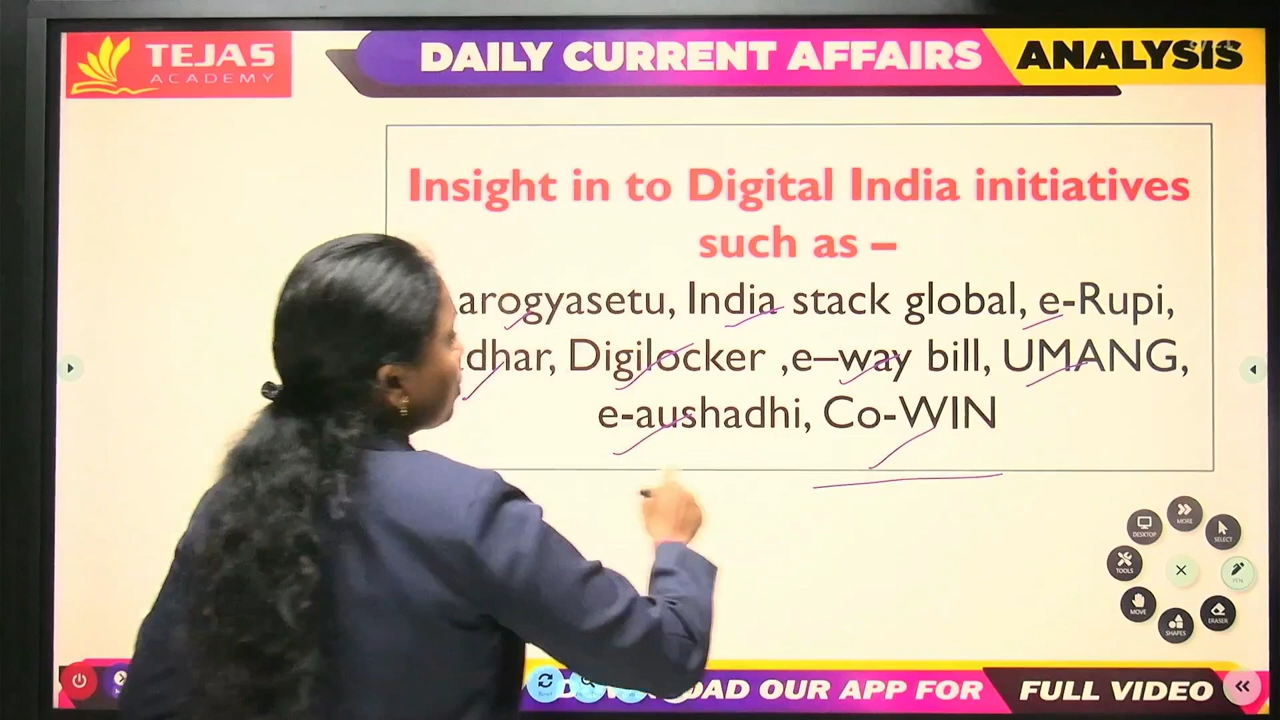 TEJAS
ACADEMY
DAILY CURRENT AFFAIRS ANALYSIS
Insight in to Digital India initiatives
such as –
arogyasetu, India stack global, e-Rupi,
dhar, Digilocker ,e–way bill, UMANG,
e-aushadhi, Co-WIN
MORE
DESKTOP
SELECT
TOOLS
PEN
MOVE
ERASER
SHAPES
OUR APP FOR FULL VIDEO